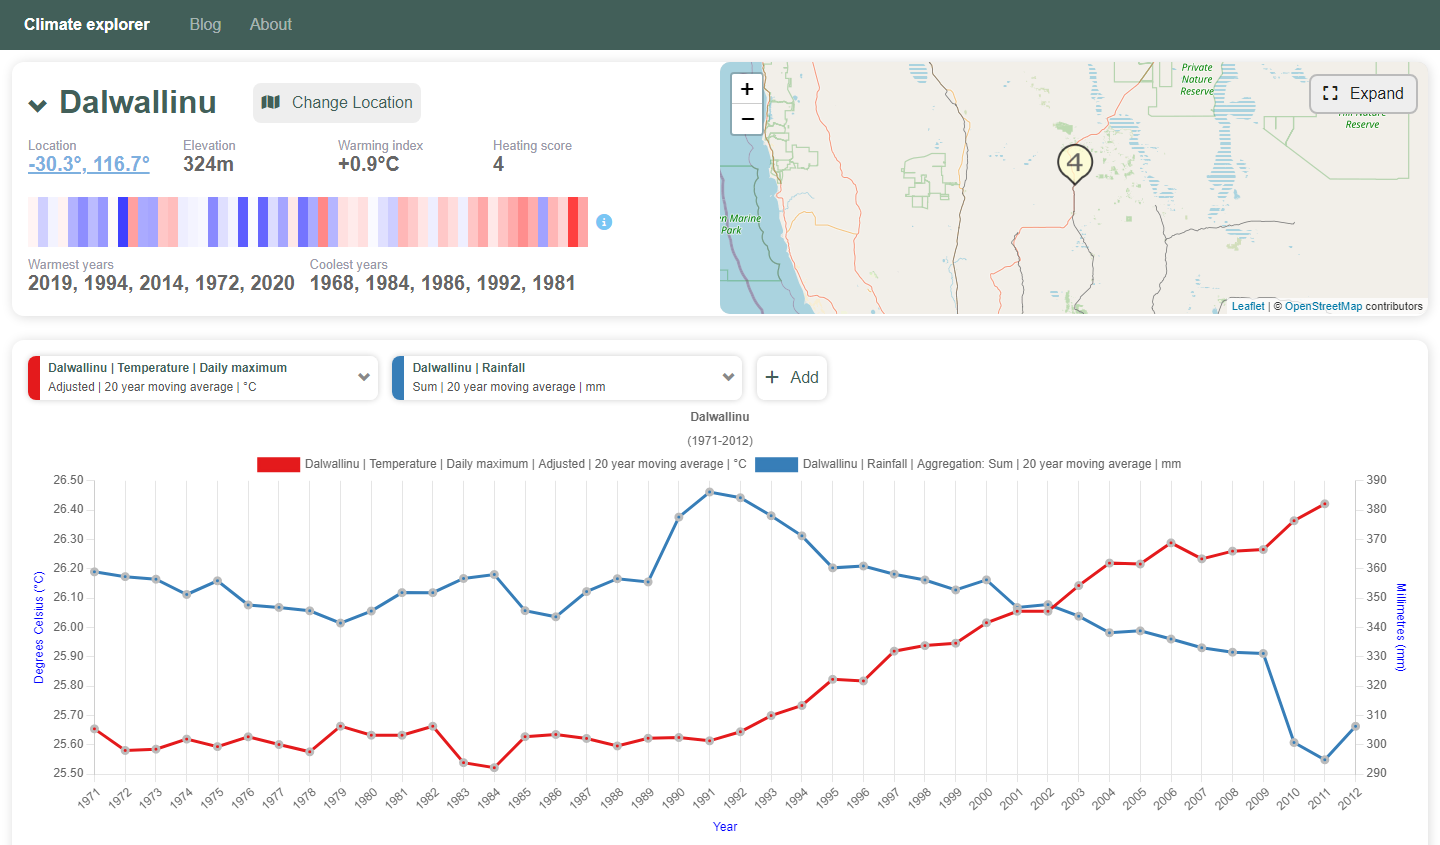 Climate explorer Blog About
Dalwallinu Change Location
Location Elevation Warming index Heating score
-30.3°, 116.7° 324m +0.9°C 4
Warmest years Coolest years
2019, 1994, 2014, 1972, 2020 1968, 1984, 1986, 1992, 1981
+
−
Private
Nature
Reserve
Expand
Reserve
4
en Marine
Park
Leaflet | © OpenStreetMap contributors
Dalwallinu | Temperature | Daily maximum
Adjusted | 20 year moving average | °C
Dalwallinu | Rainfall
Sum | 20 year moving average | mm
+ Add
Dalwallinu
(1971-2012)
Dalwallinu | Temperature | Daily maximum | Adjusted | 20 year moving average | °C Dalwallinu | Rainfall | Aggregation: Sum | 20 year moving average | mm
26.50 390
26.40 380
26.30 370
26.20 360
26.10 350
26.00 340
25.90 330
25.80 320
25.70 310
25.60 300
25.50 290
Degrees Celsius (°C)
Millimetres (mm)
1971 1972 1973 1974 1975 1976 1977 1978 1979 1980 1981 1982 1983 1984 1985 1986 1987 1988 1989 1990 1991 1992 1993 1994 1995 1996 1997 1998 1999 2000 2001 2002 2003 2004 2005 2006 2007 2008 2009 2010 2011 2012
Year